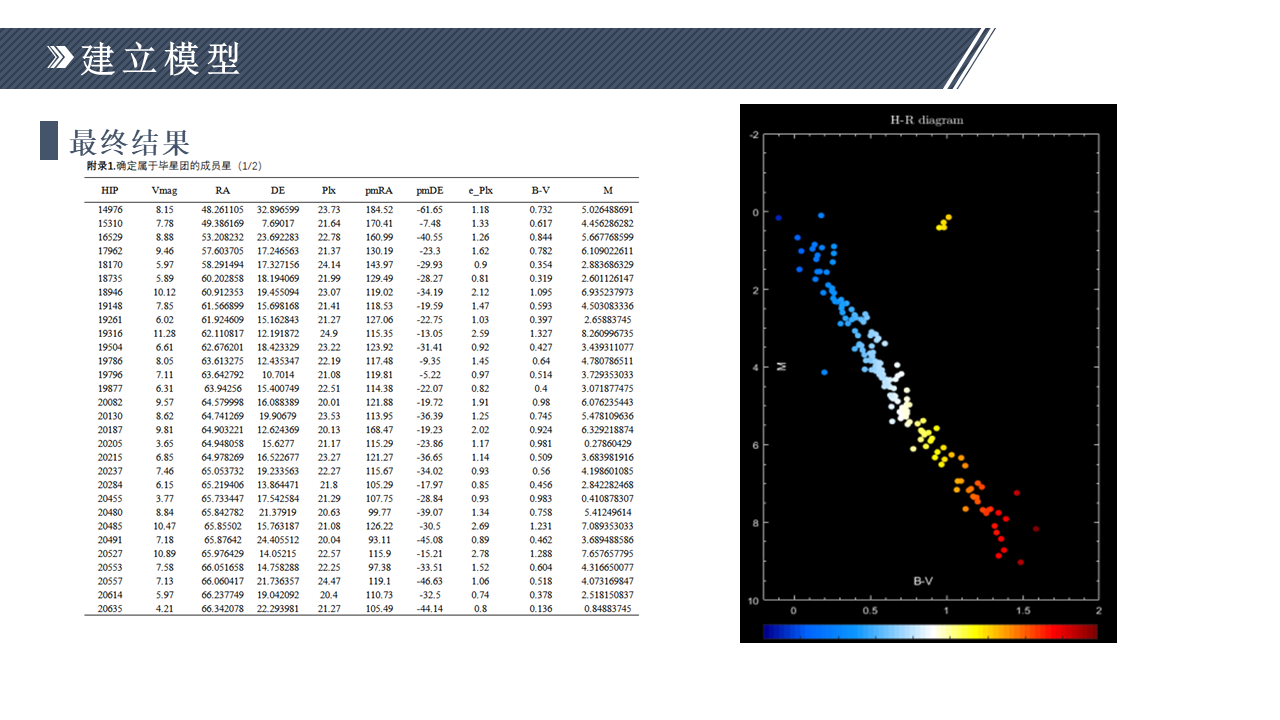 建立模型
最终结果
附录1.确定属于毕星团的成员星（1/2）
HIP Vmag RA DE Plx pmRA pmDE e_Plx B-V M
14976 8.15 48.261105 32.896599 23.73 184.52 -61.65 1.18 0.732 5.026488691
15310 7.78 49.386169 7.69017 21.64 170.41 -7.48 1.33 0.617 4.456286282
16529 8.88 53.208232 23.692283 22.78 160.99 -40.55 1.26 0.844 5.667768599
17962 9.46 57.603705 17.246563 21.37 130.19 -23.3 1.62 0.782 6.109022611
18170 5.97 58.291494 17.327156 24.14 143.97 -29.93 0.9 0.354 2.883686329
18735 5.89 60.202858 18.194069 21.99 129.49 -28.27 0.81 0.319 2.601126147
18946 10.12 60.912353 19.455094 23.07 119.02 -34.19 2.12 1.095 6.935237973
19148 7.85 61.566899 15.698168 21.41 118.53 -19.59 1.47 0.593 4.503083336
19261 6.02 61.924609 15.162843 21.27 127.06 -22.75 1.03 0.397 2.65883745
19316 11.28 62.110817 12.191872 24.9 115.35 -13.05 2.59 1.327 8.260996735
19504 6.61 62.676201 18.423329 23.22 123.92 -31.41 0.92 0.427 3.439311077
19786 8.05 63.613275 12.435347 22.19 117.48 -9.35 1.45 0.64 4.780786511
19796 7.11 63.642792 10.7014 21.08 119.81 -5.22 0.97 0.514 3.729353033
19877 6.31 63.94256 15.400749 22.51 114.38 -22.07 0.82 0.4 3.071877475
20082 9.57 64.579998 16.088389 20.01 121.88 -19.72 1.91 0.98 6.076235443
20130 8.62 64.741269 19.90679 23.53 113.95 -36.39 1.25 0.745 5.478109636
20187 9.81 64.903221 12.624369 20.13 168.47 -19.23 2.02 0.924 6.329218874
20205 3.65 64.948058 15.6277 21.17 115.29 -23.86 1.17 0.981 0.27860429
20215 6.85 64.978269 16.522677 23.27 121.27 -36.65 1.14 0.509 3.683981916
20237 7.46 65.053732 19.233563 22.27 115.67 -34.02 0.93 0.56 4.198601085
20284 6.15 65.219406 13.864471 21.8 105.29 -17.97 0.85 0.456 2.842282468
20455 3.77 65.733447 17.542584 21.29 107.75 -28.84 0.93 0.983 0.410878307
20480 8.84 65.842782 21.37919 20.63 99.77 -39.07 1.34 0.758 5.41249614
20485 10.47 65.85502 15.763187 21.08 126.22 -30.5 2.69 1.231 7.089353033
20491 7.18 65.87642 24.405512 20.04 93.11 -45.08 0.89 0.462 3.689488586
20527 10.89 65.976429 14.05215 22.57 115.9 -15.21 2.78 1.288 7.657657795
20553 7.58 66.051658 14.758288 22.25 97.38 -33.51 1.52 0.604 4.316650077
20557 7.13 66.060417 21.736357 24.47 119.1 -46.63 1.06 0.518 4.073169847
20614 5.97 66.237749 19.042092 20.4 110.73 -32.5 0.74 0.378 2.518150837
20635 4.21 66.342078 22.293981 21.27 105.49 -44.14 0.8 0.136 0.84883745
H-R diagram
-2
0
2
4
6
8
10
M
B-V
0 0.5 1 1.5 2